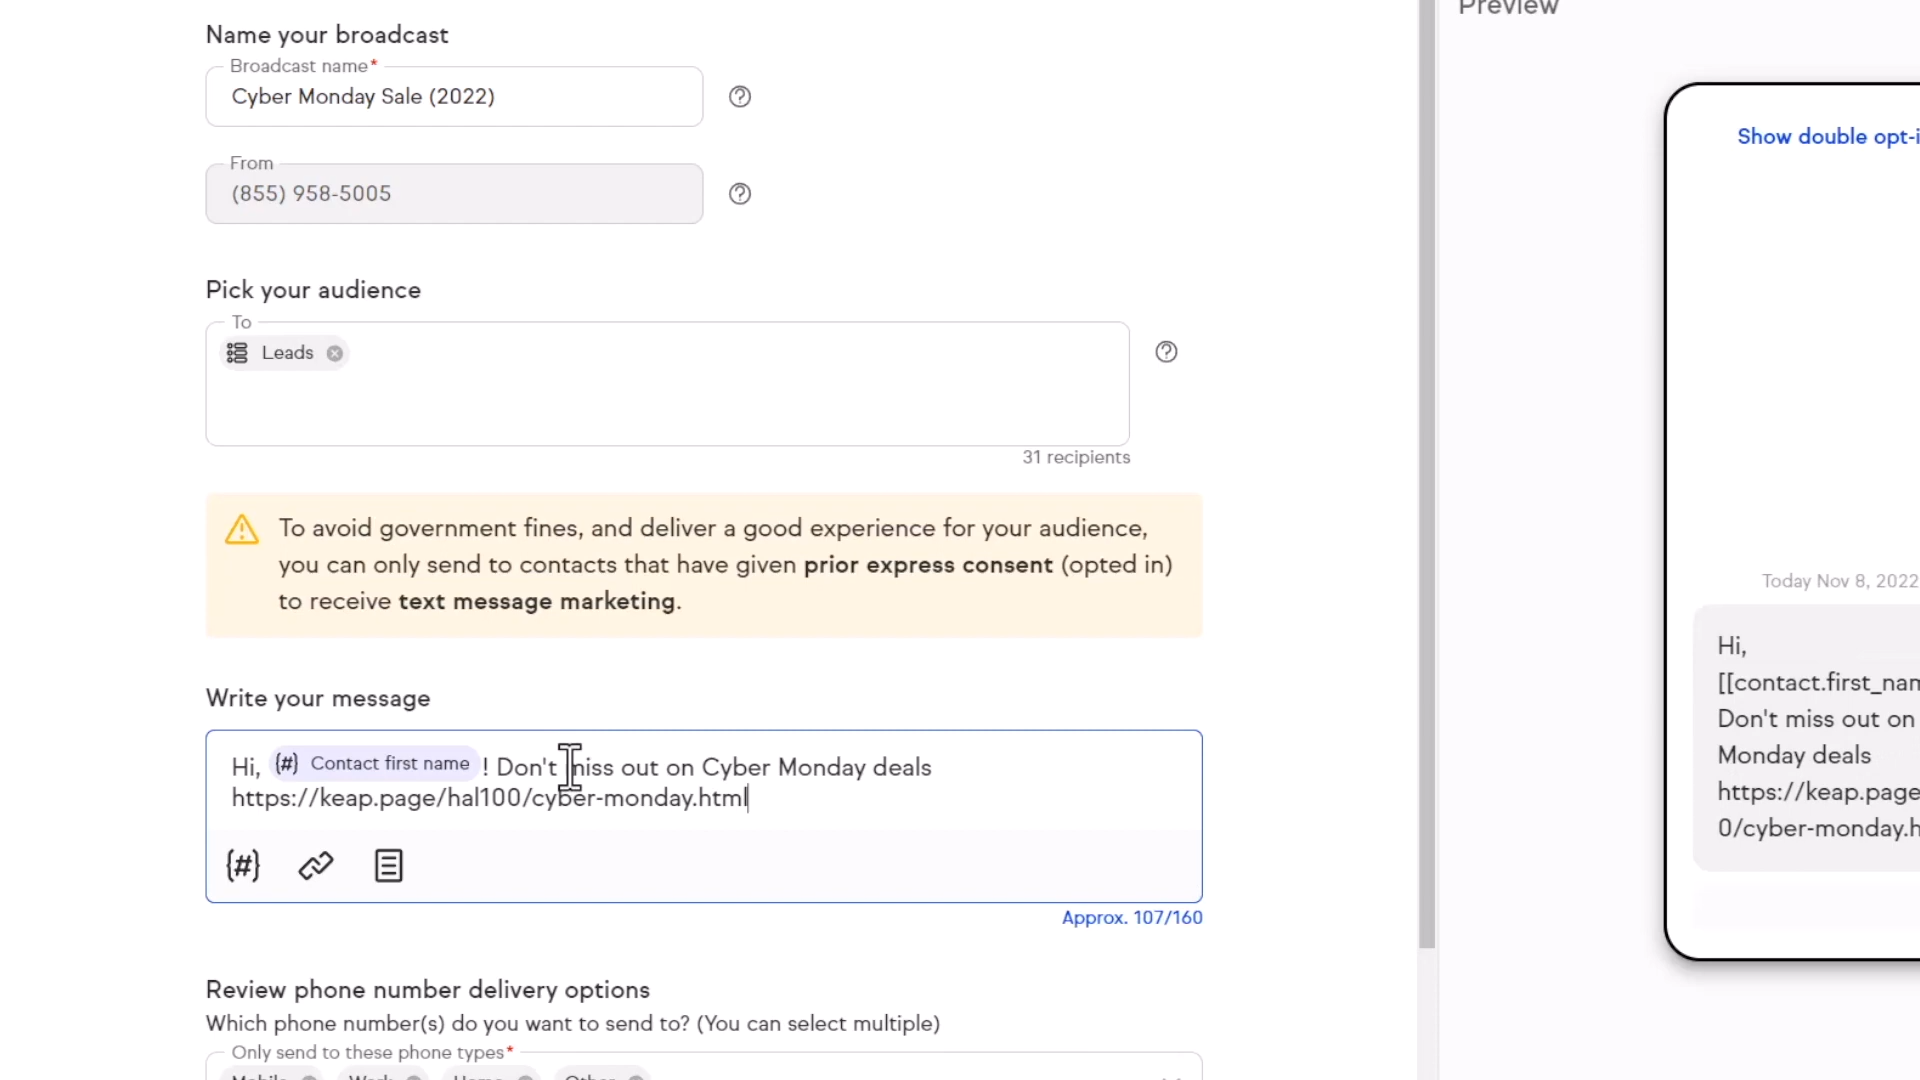 Name your broadcast
Broadcast name*
Cyber Monday Sale (2022)
From
(855) 958-5005
Pick your audience
To
Leads
31 recipients
To avoid government fines, and deliver a good experience for your audience,
you can only send to contacts that have given prior express consent (opted in)
to receive text message marketing.
Write your message
Hi, {#} Contact first name ! Don't miss out on Cyber Monday deals
https://keap.page/hal100/cyber-monday.html
{#}
Approx. 107/160
Review phone number delivery options
Which phone number(s) do you want to send to? (You can select multiple)
Only send to these phone types*
Mobile Work Home Other
Preview
Show double opt-i
Today Nov 8, 2022
Hi,
[[contact.first_nam
Don't miss out on
Monday deals
https://keap.page
0/cyber-monday.h